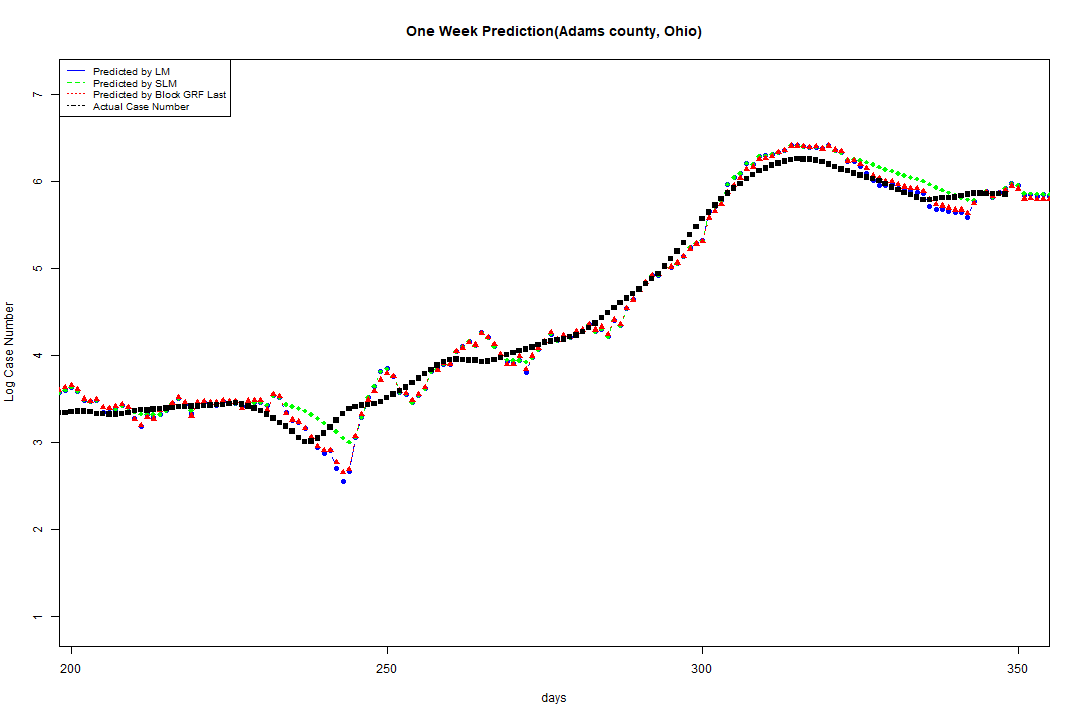 One Week Prediction(Adams county, Ohio)
Predicted by LM
Predicted by SLM
Predicted by Block GRF Last
Actual Case Number
7
6
5
4
3
2
1
Log Case Number
200 250 300 350
days